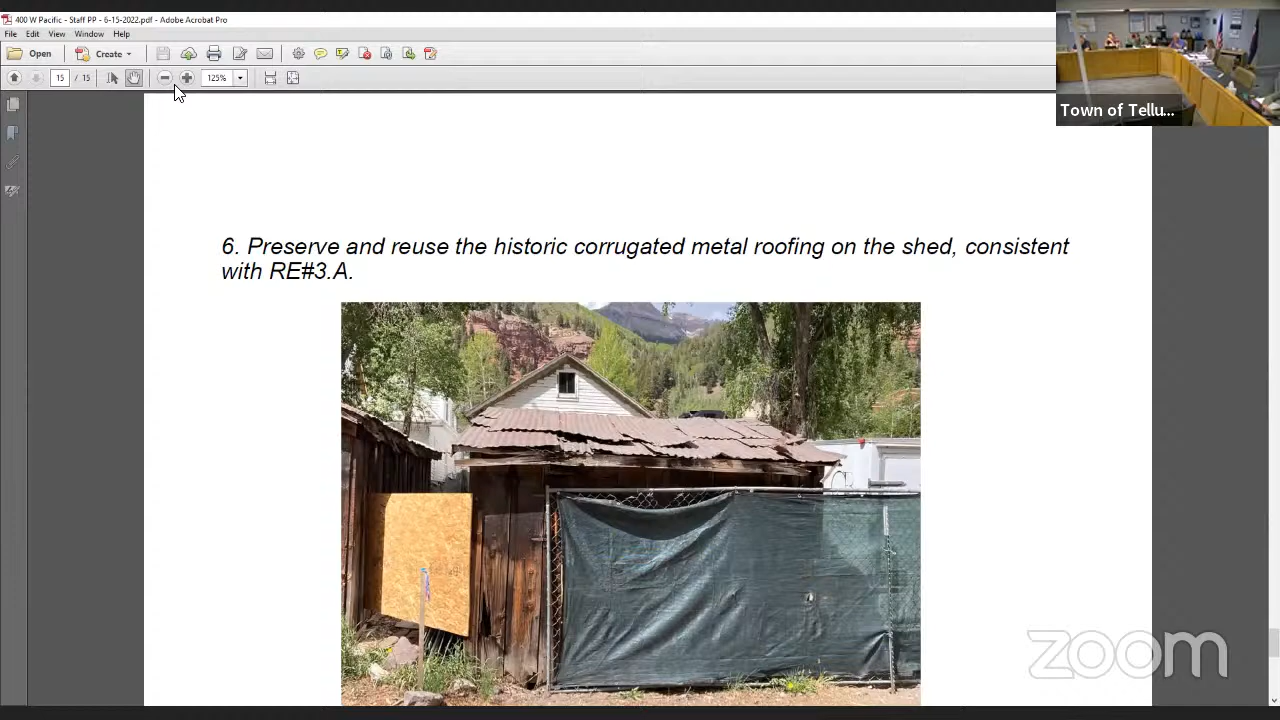 400 W Pacific - Staff PP - 6-15-2022.pdf - Adobe Acrobat Pro
File Edit View Window Help
Open Create
15 / 15 125%
Town of Tellu...
6. Preserve and reuse the historic corrugated metal roofing on the shed, consistent
with RE#3.A.
zoom